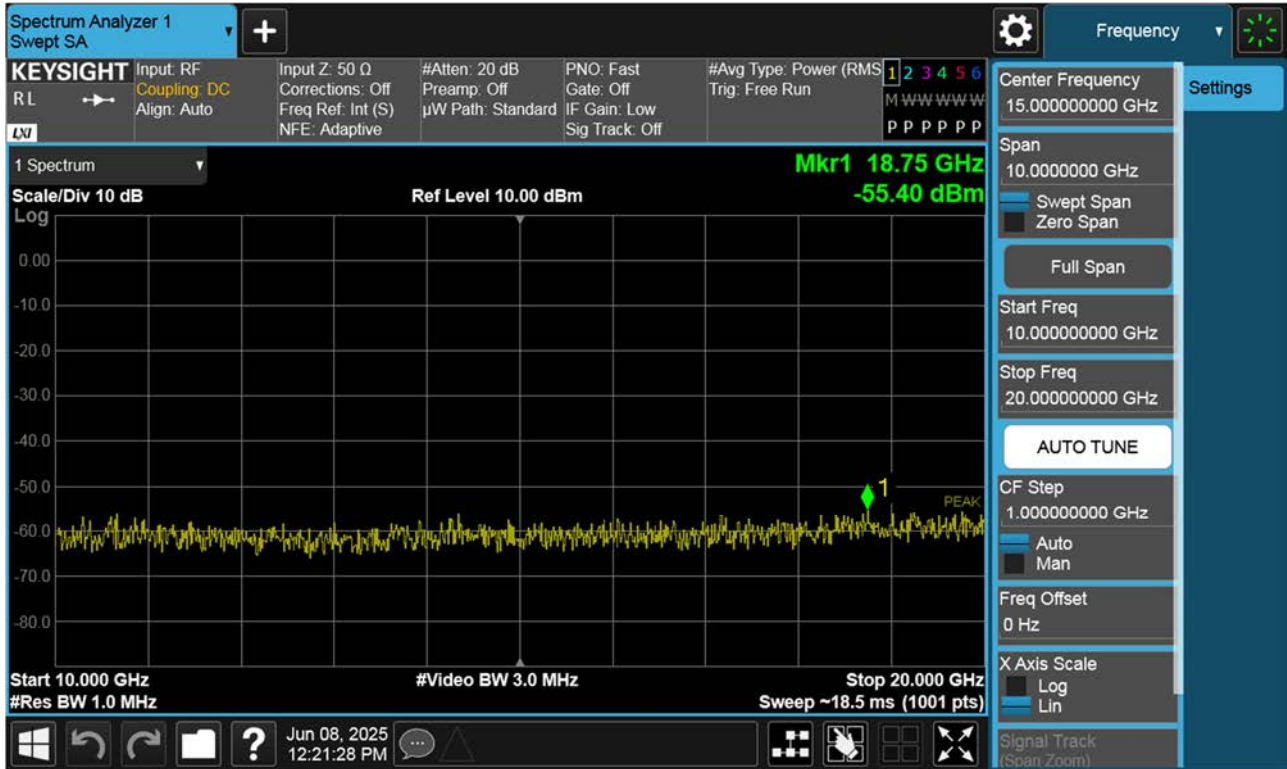 Spectrum Analyzer 1
Swept SA
Frequency
KEYSIGHT
RL
LXI
Input: RF
Coupling: DC
Align: Auto
Input Z: 50 Ω
Corrections: Off
Freq Ref: Int (S)
NFE: Adaptive
#Atten: 20 dB
Preamp: Off
µW Path: Standard
PNO: Fast
Gate: Off
IF Gain: Low
Sig Track: Off
#Avg Type: Power (RMS
Trig: Free Run
1 2 3 4 5 6
M W W W W W
P P P P P P
1 Spectrum
Mkr1 18.75 GHz
Scale/Div 10 dB
Ref Level 10.00 dBm
-55.40 dBm
Log
0.00
-10.0
-20.0
-30.0
-40.0
-50.0
-60.0
-70.0
-80.0
1
PEAK
Start 10.000 GHz
#Video BW 3.0 MHz
Stop 20.000 GHz
#Res BW 1.0 MHz
Sweep ~18.5 ms (1001 pts)
Center Frequency
15.000000000 GHz
Settings
Span
10.0000000 GHz
Swept Span
Zero Span
Full Span
Start Freq
10.000000000 GHz
Stop Freq
20.000000000 GHz
AUTO TUNE
CF Step
1.000000000 GHz
Auto
Man
Freq Offset
0 Hz
X Axis Scale
Log
Lin
Signal Track
(Span Zoom)
?
Jun 08, 2025
12:21:28 PM